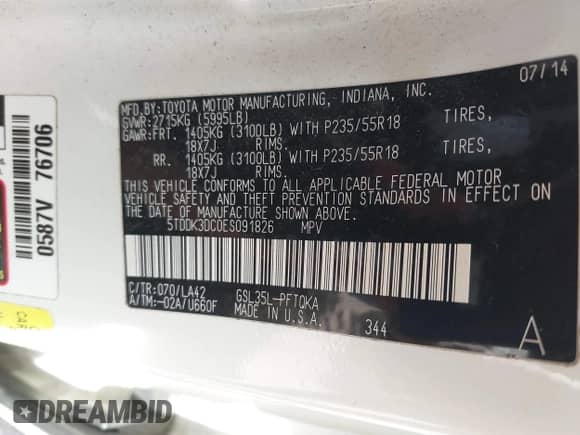 07/14
MFD.BY:TOYOTA MOTOR MANUFACTURING, INDIANA, INC.
GVWR:2715KG (5995LB)
GAWR:FRT. 1405KG (3100LB) WITH P235/55R18 TIRES,
18X7J RIMS.
RR. 1405KG (3100LB) WITH P235/55R18 TIRES,
18X7J RIMS.
THIS VEHICLE CONFORMS TO ALL APPLICABLE FEDERAL MOTOR
VEHICLE SAFETY AND THEFT PREVENTION STANDARDS IN EFFECT ON
THE DATE OF MANUFACTURE SHOWN ABOVE.
5TDDK3DC0ES091826 MPV
C/TR:070/LA42 GSL35L-PFTQKA
A/TM:-02A/U660F MADE IN U.S.A.
344
A
0587V 76706
DREAMBID